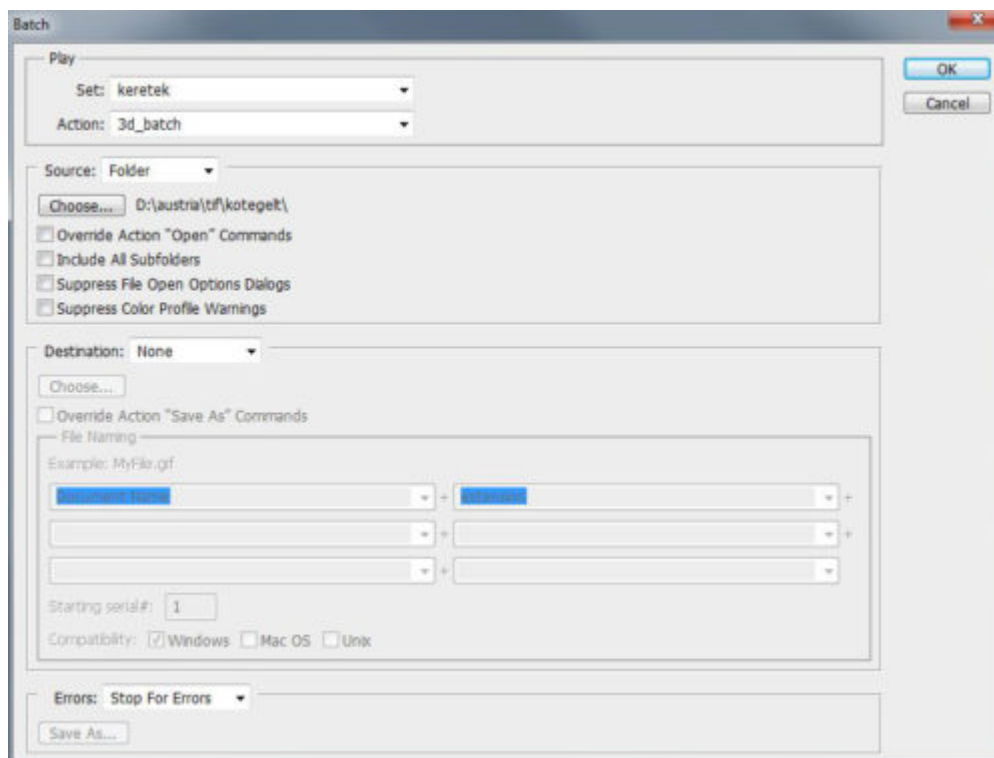 Batch
Play
Set: keretek
Action: 3d_batch
OK
Cancel
Source: Folder
Choose... D:\austria\tif\kotegelt\
Override Action "Open" Commands
Include All Subfolders
Suppress File Open Options Dialogs
Suppress Color Profile Warnings
Destination: None
Choose...
Override Action "Save As" Commands
File Naming
Example: MyFile.gif
Document Name + extension +
+ +
+
Starting serial#: 1
Compatibility: Windows Mac OS Unix
Errors: Stop For Errors
Save As...